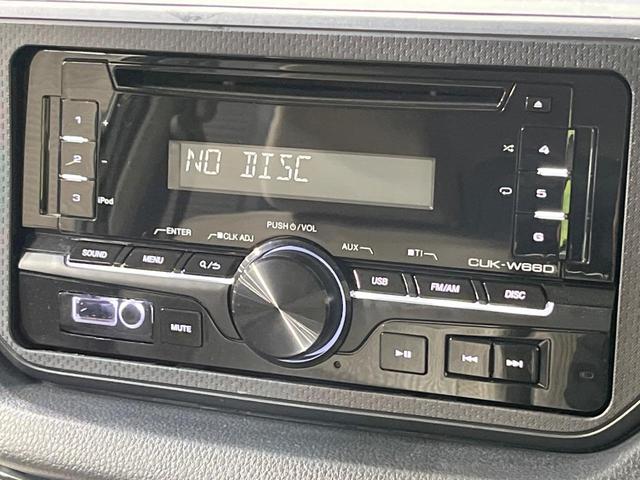 1
2
3
iPod
NO DISC
4
5
6
PUSH /VOL
ENTER
CLK ADJ
AUX
TI
CUK-W66D
SOUND
MENU
USB
FM/AM
DISC
MUTE